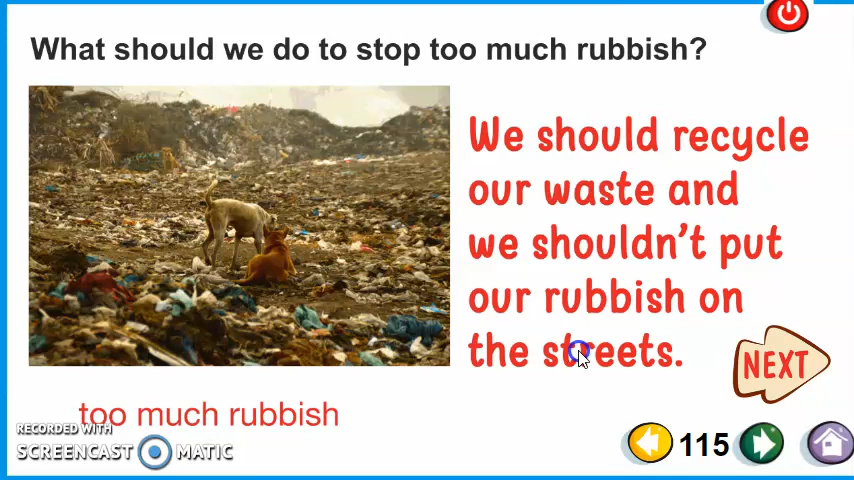 What should we do to stop too much rubbish?
We should recycle
our waste and
we shouldn't put
our rubbish on
the streets.
NEXT
too much rubbish
RECORDED WITH
SCREENCAST MATIC
115